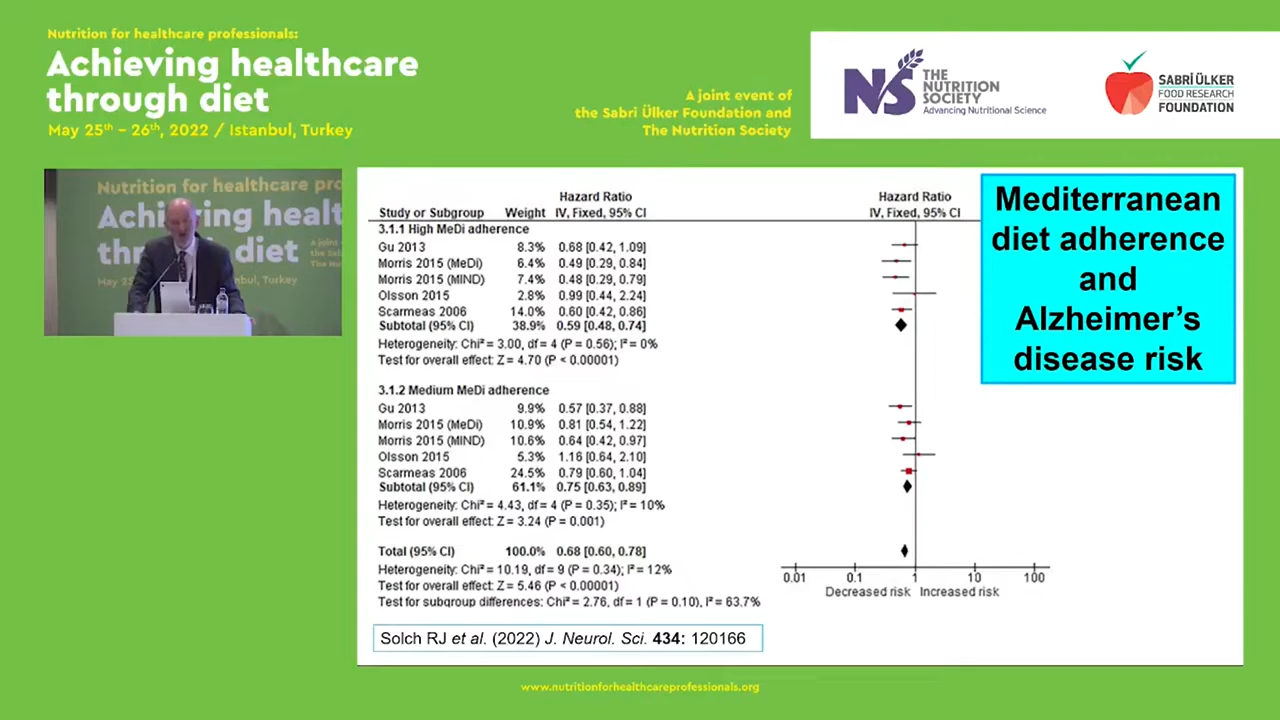 Nutrition for healthcare professionals:
Achieving healthcare
through diet
May 25th - 26th, 2022 / Istanbul, Turkey
A joint event of
the Sabri Ülker Foundation and
The Nutrition Society
NS THE
NUTRITION
SOCIETY
Advancing Nutritional Science
SABRİ ÜLKER
FOOD RESEARCH
FOUNDATION
Nutrition for healthcare pro
Achieving healt
through diet
A joint e
the Sab
The Nu
May 25
nbul, Turkey
Hazard Ratio Hazard Ratio
Study or Subgroup Weight IV, Fixed, 95% CI IV, Fixed, 95% CI
3.1.1 High MeDi adherence
Gu 2013 8.3% 0.68 [0.42, 1.09]
Morris 2015 (MeDi) 6.4% 0.49 [0.29, 0.84]
Morris 2015 (MIND) 7.4% 0.48 [0.29, 0.79]
Olsson 2015 2.8% 0.99 [0.44, 2.24]
Scarmeas 2006 14.0% 0.60 [0.42, 0.86]
Subtotal (95% CI) 38.9% 0.59 [0.48, 0.74]
Heterogeneity: Chi² = 3.00, df = 4 (P = 0.56); I² = 0%
Test for overall effect: Z = 4.70 (P < 0.00001)
3.1.2 Medium MeDi adherence
Gu 2013 9.9% 0.57 [0.37, 0.88]
Morris 2015 (MeDi) 10.9% 0.81 [0.54, 1.22]
Morris 2015 (MIND) 10.6% 0.64 [0.42, 0.97]
Olsson 2015 5.3% 1.16 [0.64, 2.10]
Scarmeas 2006 24.5% 0.79 [0.60, 1.04]
Subtotal (95% CI) 61.1% 0.75 [0.63, 0.89]
Heterogeneity: Chi² = 4.43, df = 4 (P = 0.35); I² = 10%
Test for overall effect: Z = 3.24 (P = 0.001)
Total (95% CI) 100.0% 0.68 [0.60, 0.78]
Heterogeneity: Chi² = 10.19, df = 9 (P = 0.34); I² = 12%
Test for overall effect: Z = 5.46 (P < 0.00001)
Test for subgroup differences: Chi² = 2.76, df = 1 (P = 0.10), I² = 63.7%
0.01 0.1 1 10 100
Decreased risk Increased risk
Mediterranean
diet adherence
and
Alzheimer's
disease risk
Solch RJ et al. (2022) J. Neurol. Sci. 434: 120166
www.nutritionforhealthcareprofessionals.org